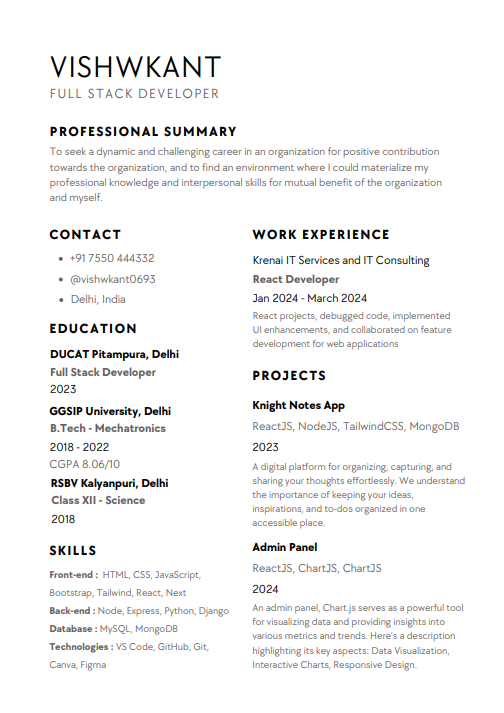 VISHWKANT
FULL STACK DEVELOPER
PROFESSIONAL SUMMARY
To seek a dynamic and challenging career in an organization for positive contribution
towards the organization, and to find an environment where I could materialize my
professional knowledge and interpersonal skills for mutual benefit of the organization
and myself.
CONTACT
• +91 7550 444332
• @vishwkant0693
• Delhi, India
EDUCATION
DUCAT Pitampura, Delhi
Full Stack Developer
2023
GGSIP University, Delhi
B.Tech - Mechatronics
2018 - 2022
CGPA 8.06/10
RSBV Kalyanpuri, Delhi
Class XII - Science
2018
SKILLS
Front-end : HTML, CSS, JavaScript,
Bootstrap, Tailwind, React, Next
Back-end : Node, Express, Python, Django
Database : MySQL, MongoDB
Technologies : VS Code, GitHub, Git,
Canva, Figma
WORK EXPERIENCE
Krenai IT Services and IT Consulting
React Developer
Jan 2024 - March 2024
React projects, debugged code, implemented
UI enhancements, and collaborated on feature
development for web applications
PROJECTS
Knight Notes App
ReactJS, NodeJS, TailwindCSS, MongoDB
2023
A digital platform for organizing, capturing, and
sharing your thoughts effortlessly. We understand
the importance of keeping your ideas,
inspirations, and to-dos organized in one
accessible place.
Admin Panel
ReactJS, ChartJS, ChartJS
2024
An admin panel, Chart.js serves as a powerful tool
for visualizing data and providing insights into
various metrics and trends. Here's a description
highlighting its key aspects: Data Visualization,
Interactive Charts, Responsive Design.